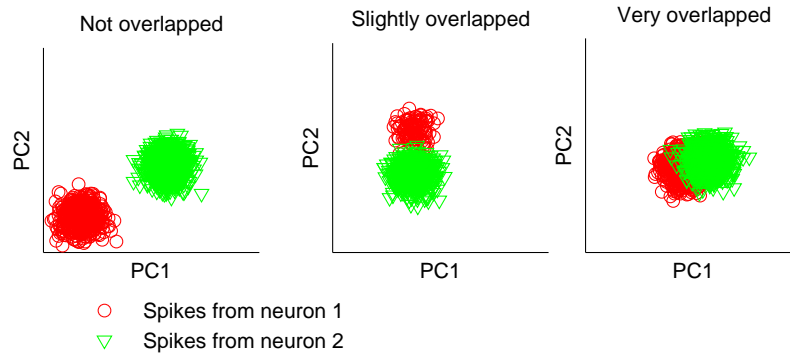 Not overlapped
Slightly overlapped
Very overlapped
PC2
PC1
PC2
PC1
PC2
PC1
Spikes from neuron 1
Spikes from neuron 2